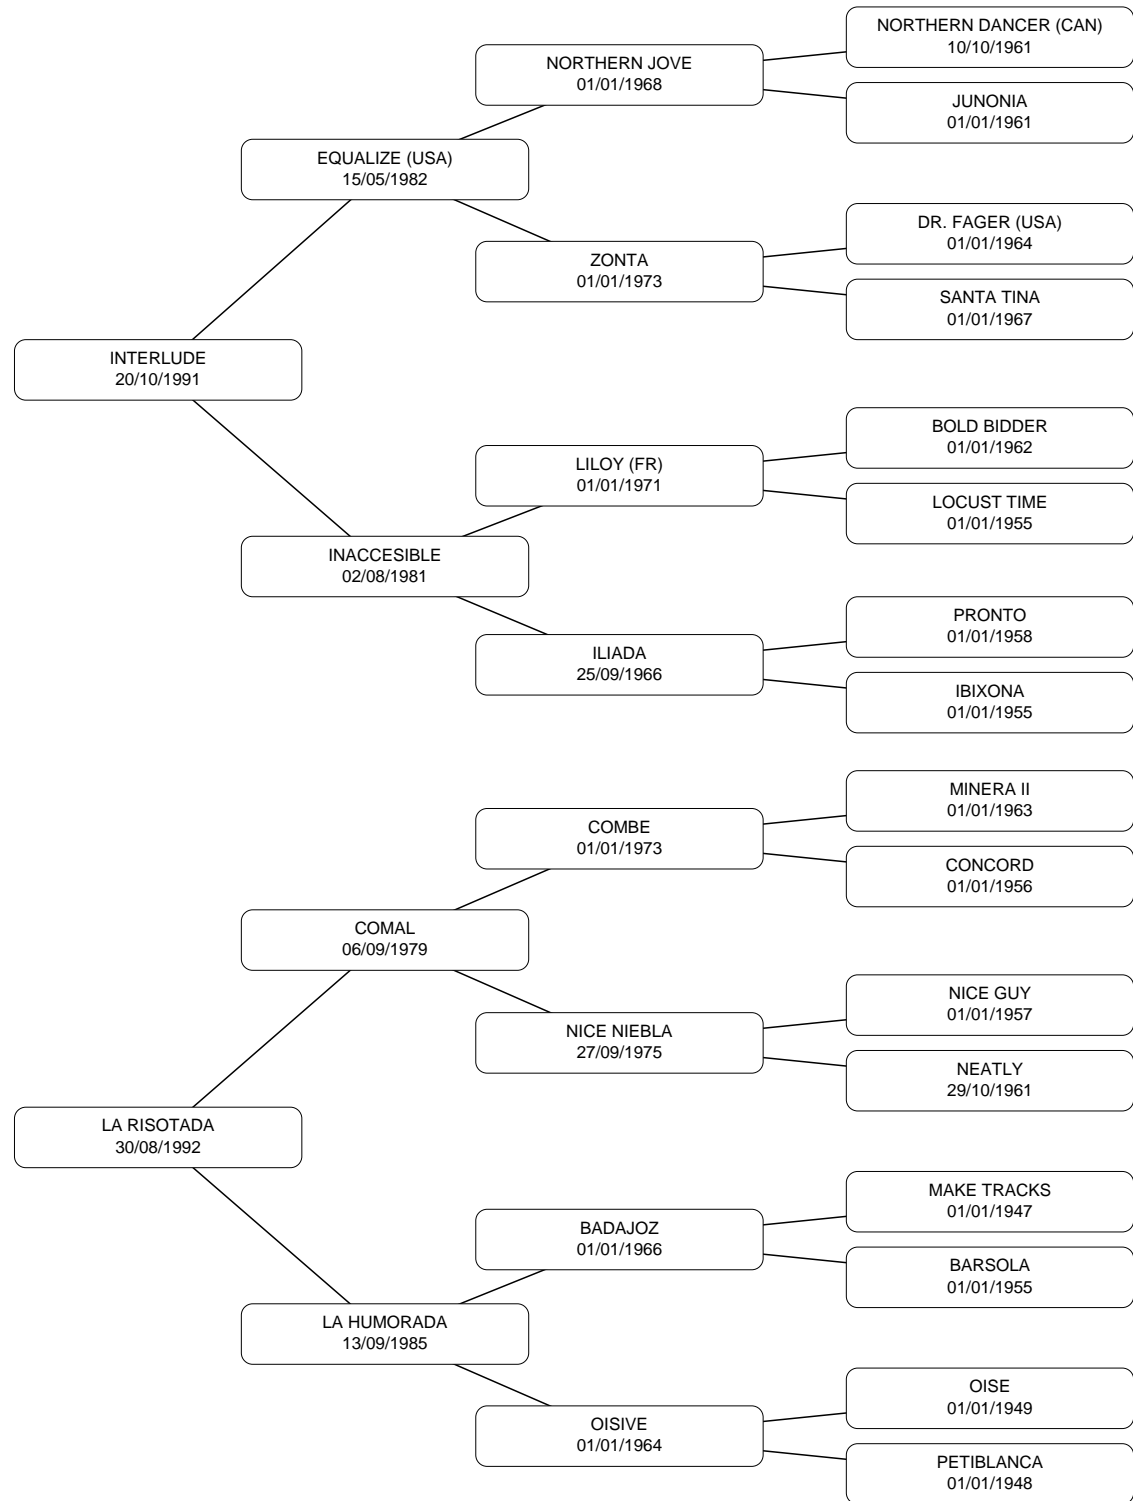 NORTHERN DANCER (CAN)
10/10/1961
NORTHERN JOVE
01/01/1968
JUNONIA
01/01/1961
EQUALIZE (USA)
15/05/1982
DR. FAGER (USA)
01/01/1964
ZONTA
01/01/1973
SANTA TINA
01/01/1967
INTERLUDE
20/10/1991
BOLD BIDDER
01/01/1962
LILOY (FR)
01/01/1971
LOCUST TIME
01/01/1955
INACCESIBLE
02/08/1981
PRONTO
01/01/1958
ILIADA
25/09/1966
IBIXONA
01/01/1955
MINERA II
01/01/1963
COMBE
01/01/1973
CONCORD
01/01/1956
COMAL
06/09/1979
NICE GUY
01/01/1957
NICE NIEBLA
27/09/1975
NEATLY
29/10/1961
LA RISOTADA
30/08/1992
MAKE TRACKS
01/01/1947
BADAJOZ
01/01/1966
BARSOLA
01/01/1955
LA HUMORADA
13/09/1985
OISE
01/01/1949
OISIVE
01/01/1964
PETIBLANCA
01/01/1948